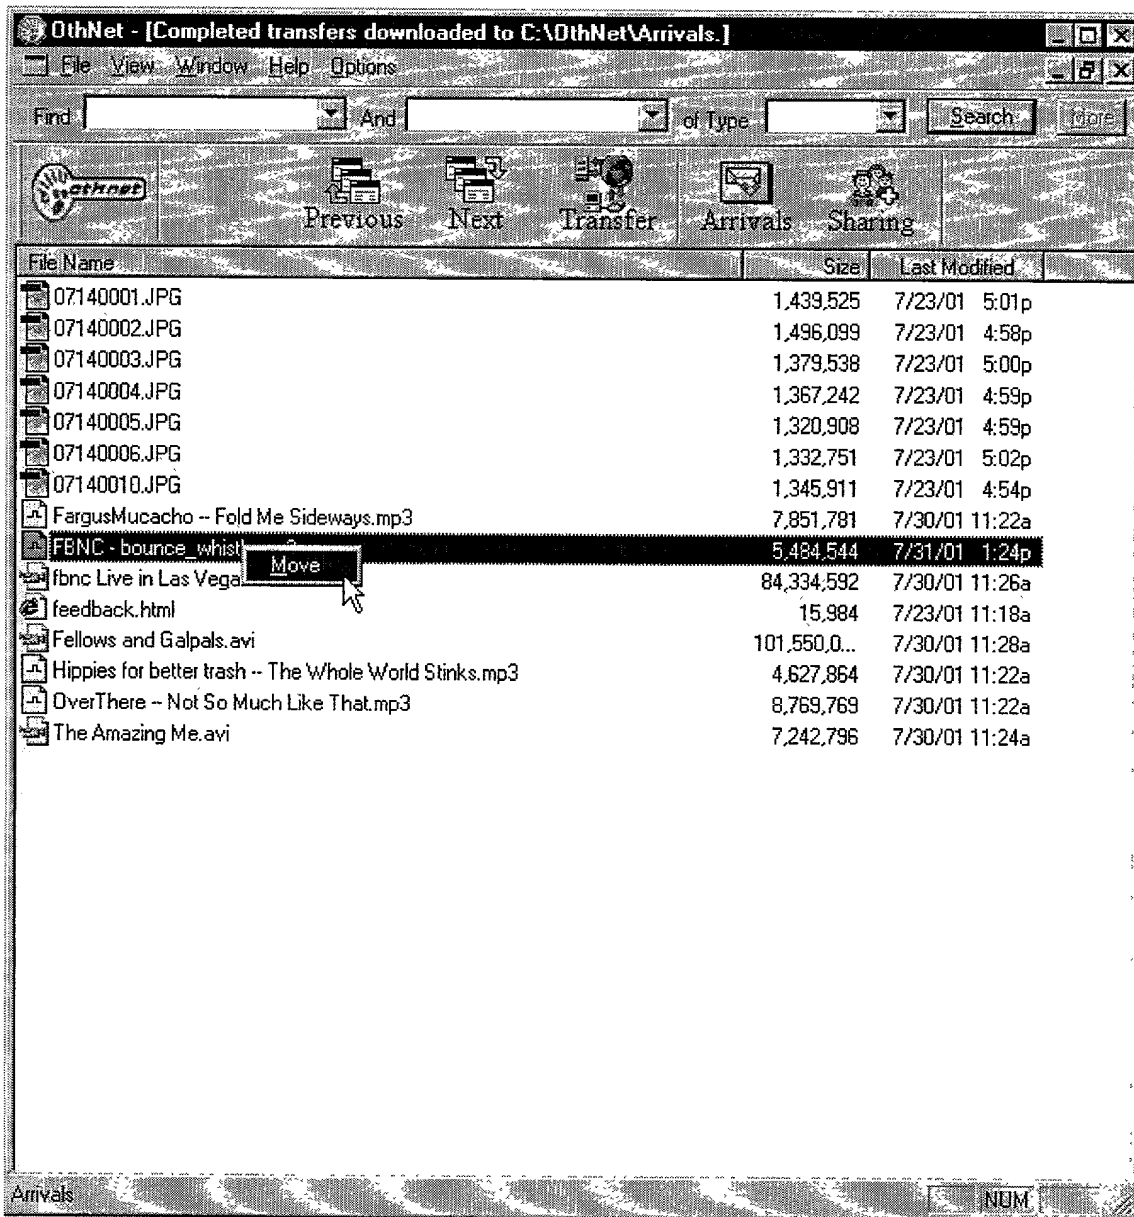 OthNet - [Completed transfers downloaded to C:\OthNet\Arrivals.]
File View Window Help Options
Find And of Type Search More
othnet Previous Next Transfer Arrivals Sharing
File Name Size Last Modified
07140001.JPG 1,439,525 7/23/01 5:01p
07140002.JPG 1,496,099 7/23/01 4:58p
07140003.JPG 1,379,538 7/23/01 5:00p
07140004.JPG 1,367,242 7/23/01 4:59p
07140005.JPG 1,320,908 7/23/01 4:59p
07140006.JPG 1,332,751 7/23/01 5:02p
07140010.JPG 1,345,911 7/23/01 4:54p
FargusMucacho -- Fold Me Sideways.mp3 7,851,781 7/30/01 11:22a
FBNC - bounce_whistl 5,484,544 7/31/01 1:24p
Move
fbnc Live in Las Vega 84,334,592 7/30/01 11:26a
feedback.html 15,984 7/23/01 11:18a
Fellows and Galpals.avi 101,550,0... 7/30/01 11:28a
Hippies for better trash -- The Whole World Stinks.mp3 4,627,864 7/30/01 11:22a
OverThere -- Not So Much Like That.mp3 8,769,769 7/30/01 11:22a
The Amazing Me.avi 7,242,796 7/30/01 11:24a
Arrivals NUM